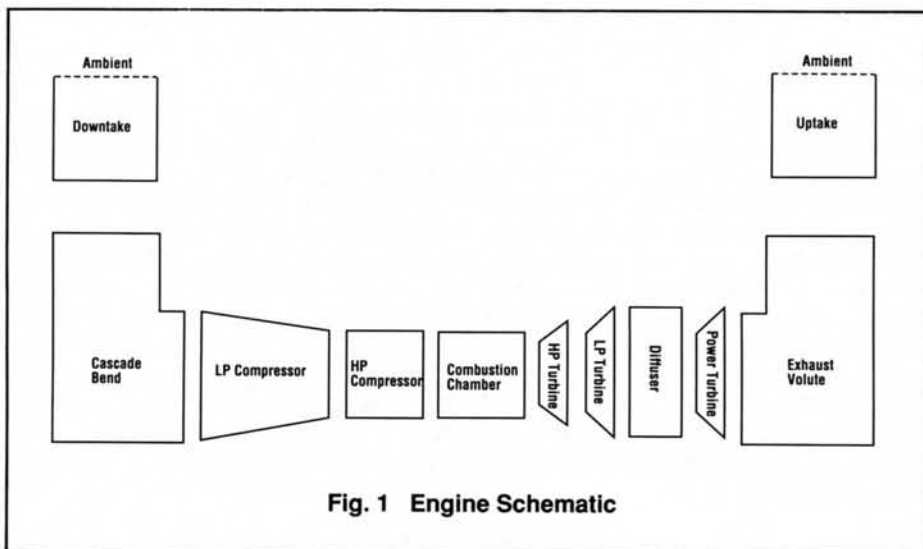 Ambient
Downtake
Ambient
Uptake
Cascade
Bend
LP Compressor
HP
Compressor
Combustion
Chamber
HP Turbine
LP Turbine
Diffuser
Power Turbine
Exhaust
Volute
Fig. 1 Engine Schematic